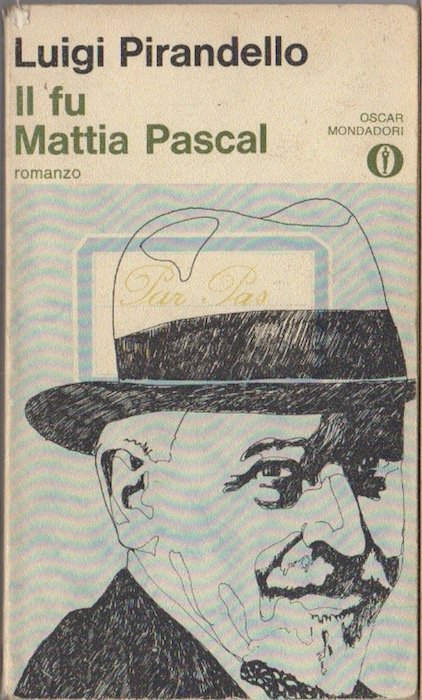 Luigi Pirandello
Il fu
Mattia Pascal
romanzo
OSCAR
MONDADORI
Pur Pas